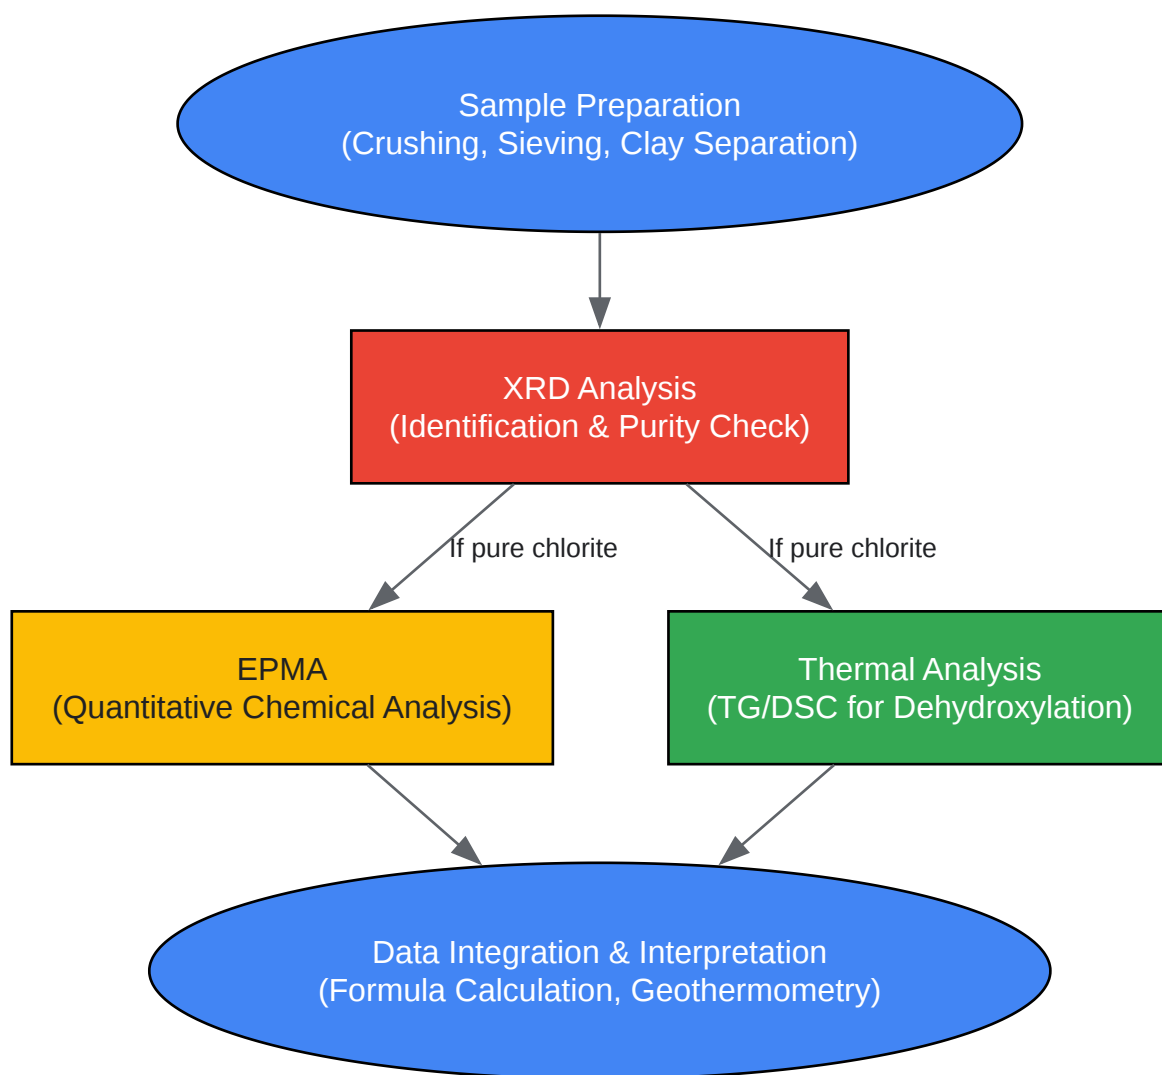 Sample Preparation
(Crushing, Sieving, Clay Separation)
XRD Analysis
(Identification & Purity Check)
If pure chlorite
If pure chlorite
EPMA
(Quantitative Chemical Analysis)
Thermal Analysis
(TG/DSC for Dehydroxylation)
Data Integration & Interpretation
(Formula Calculation, Geothermometry)